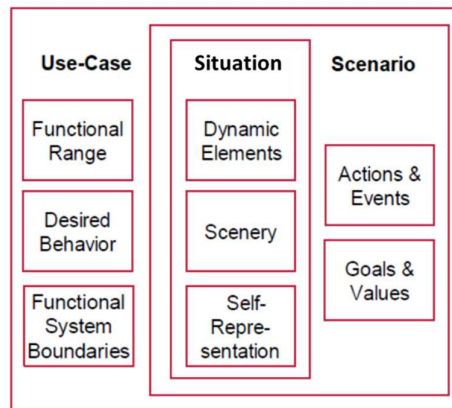 Use-Case
Functional
Range
Desired
Behavior
Functional
System
Boundaries
Situation
Dynamic
Elements
Scenery
Self-
Repre-
sentation
Scenario
Actions &
Events
Goals &
Values